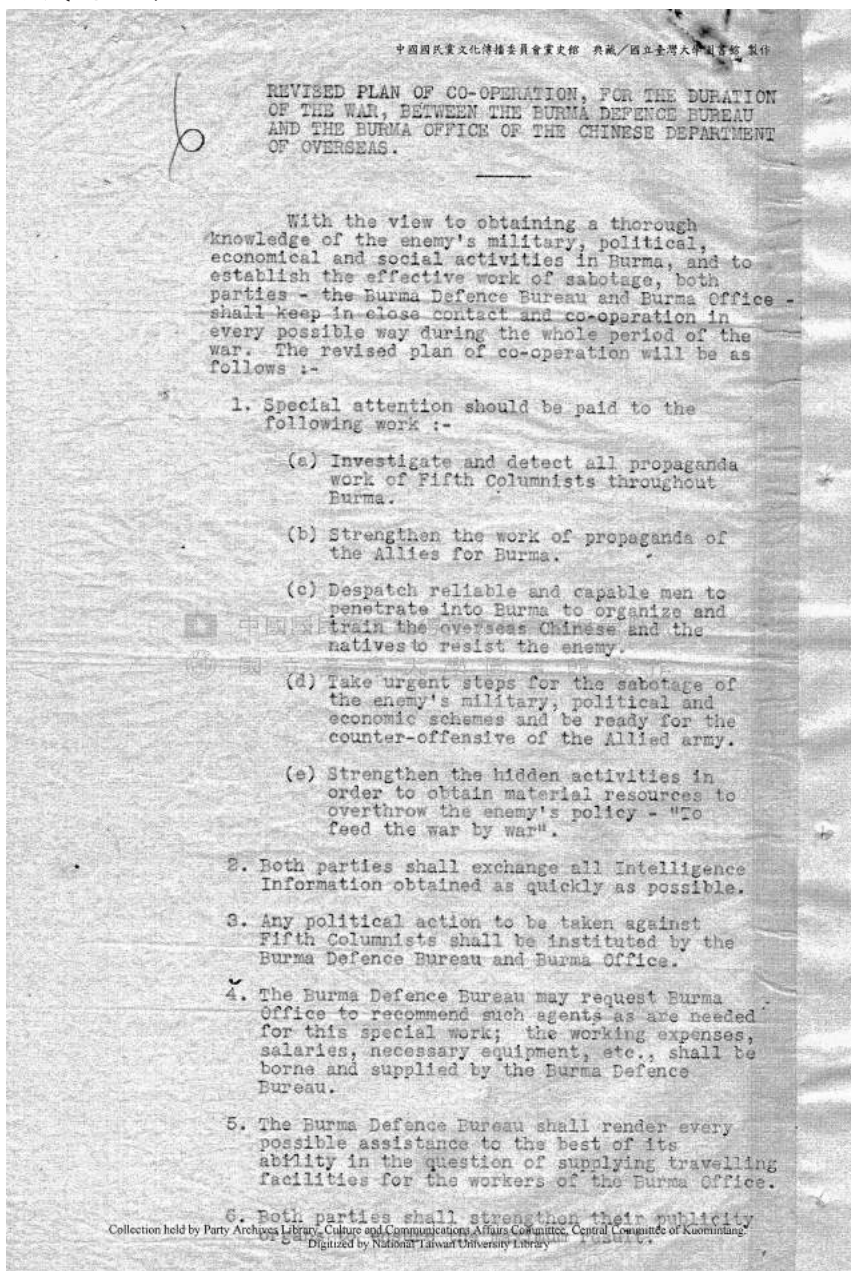 中國國民黨文化傳播委員會黨史館 典藏／國立臺灣大學圖書館 製作
REVISED PLAN OF CO-OPERATION, FOR THE DURATION
OF THE WAR, BETWEEN THE BURMA DEFENCE BUREAU
AND THE BURMA OFFICE OF THE CHINESE DEPARTMENT
OF OVERSEAS.
With the view to obtaining a thorough
knowledge of the enemy's military, political,
economical and social activities in Burma, and to
establish the effective work of sabotage, both
parties - the Burma Defence Bureau and Burma Office -
shall keep in close contact and co-operation in
every possible way during the whole period of the
war. The revised plan of co-operation will be as
follows :-
1. Special attention should be paid to the
following work :-
(a) Investigate and detect all propaganda
work of Fifth Columnists throughout
Burma.
(b) Strengthen the work of propaganda of
the Allies for Burma.
(c) Despatch reliable and capable men to
penetrate into Burma to organize and
train the overseas Chinese and the
natives to resist the enemy.
(d) Take urgent steps for the sabotage of
the enemy's military, political and
economic schemes and be ready for the
counter-offensive of the Allied army.
(e) Strengthen the hidden activities in
order to obtain material resources to
overthrow the enemy's policy - "To
feed the war by war".
2. Both parties shall exchange all Intelligence
Information obtained as quickly as possible.
3. Any political action to be taken against
Fifth Columnists shall be instituted by the
Burma Defence Bureau and Burma Office.
4. The Burma Defence Bureau may request Burma
Office to recommend such agents as are needed
for this special work; the working expenses,
salaries, necessary equipment, etc., shall be
borne and supplied by the Burma Defence
Bureau.
5. The Burma Defence Bureau shall render every
possible assistance to the best of its
ability in the question of supplying travelling
facilities for the workers of the Burma Office.
6. Both parties shall strengthen their publicity
Collection held by Party Archives Library, Culture and Communications Affairs Committee, Central Committee of Kuomintang.
Digitized by National Taiwan University Library